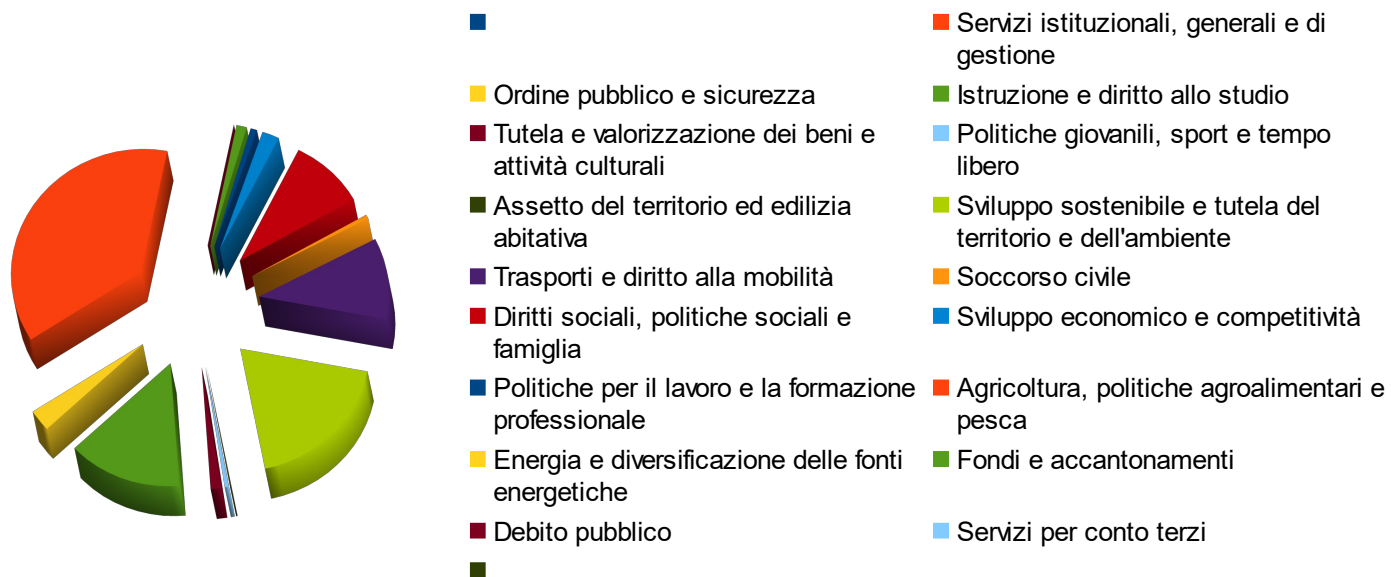 Servizi istituzionali, generali e di
gestione
Ordine pubblico e sicurezza
Istruzione e diritto allo studio
Tutela e valorizzazione dei beni e
attività culturali
Politiche giovanili, sport e tempo
libero
Assetto del territorio ed edilizia
abitativa
Sviluppo sostenibile e tutela del
territorio e dell'ambiente
Trasporti e diritto alla mobilità
Soccorso civile
Diritti sociali, politiche sociali e
famiglia
Sviluppo economico e competitività
Politiche per il lavoro e la formazione
professionale
Agricoltura, politiche agroalimentari e
pesca
Energia e diversificazione delle fonti
energetiche
Fondi e accantonamenti
Debito pubblico
Servizi per conto terzi